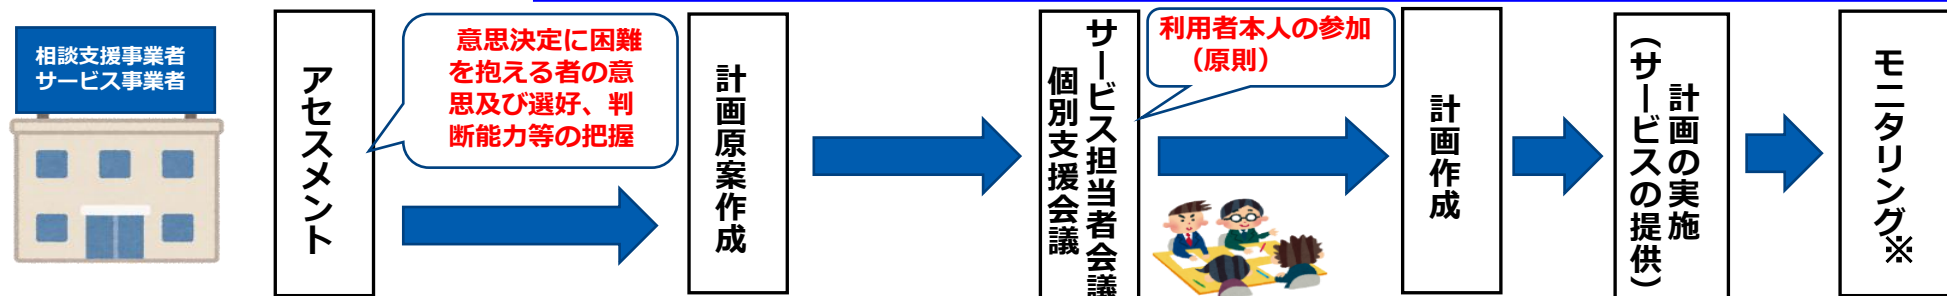 相談支援事業者
サービス事業者
アセスメント
意思決定に困難
を抱える者の意
思及び選好、判
断能力等の把握
計画原案作成
サービス担当者会議
個別支援会議
利用者本人の参加
（原則）
計画作成
計画の実施
（サービスの提供）
モニタリング※